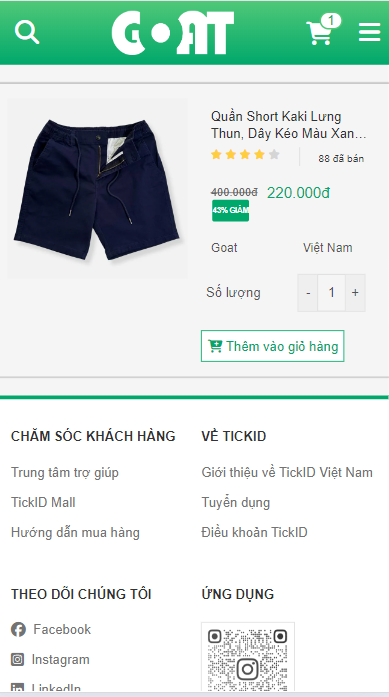 GOAT
1
Quần Short Kaki Lưng
Thun, Dây Kéo Màu Xan...
88 đã bán
400.000đ 220.000đ
43% GIẢM
Goat Việt Nam
Số lượng - 1 +
Thêm vào giỏ hàng
CHĂM SÓC KHÁCH HÀNG
Trung tâm trợ giúp
TickID Mall
Hướng dẫn mua hàng
VỀ TICKID
Giới thiệu về TickID Việt Nam
Tuyển dụng
Điều khoản TickID
THEO DÕI CHÚNG TÔI
Facebook
Instagram
LinkedIn
ỨNG DỤNG